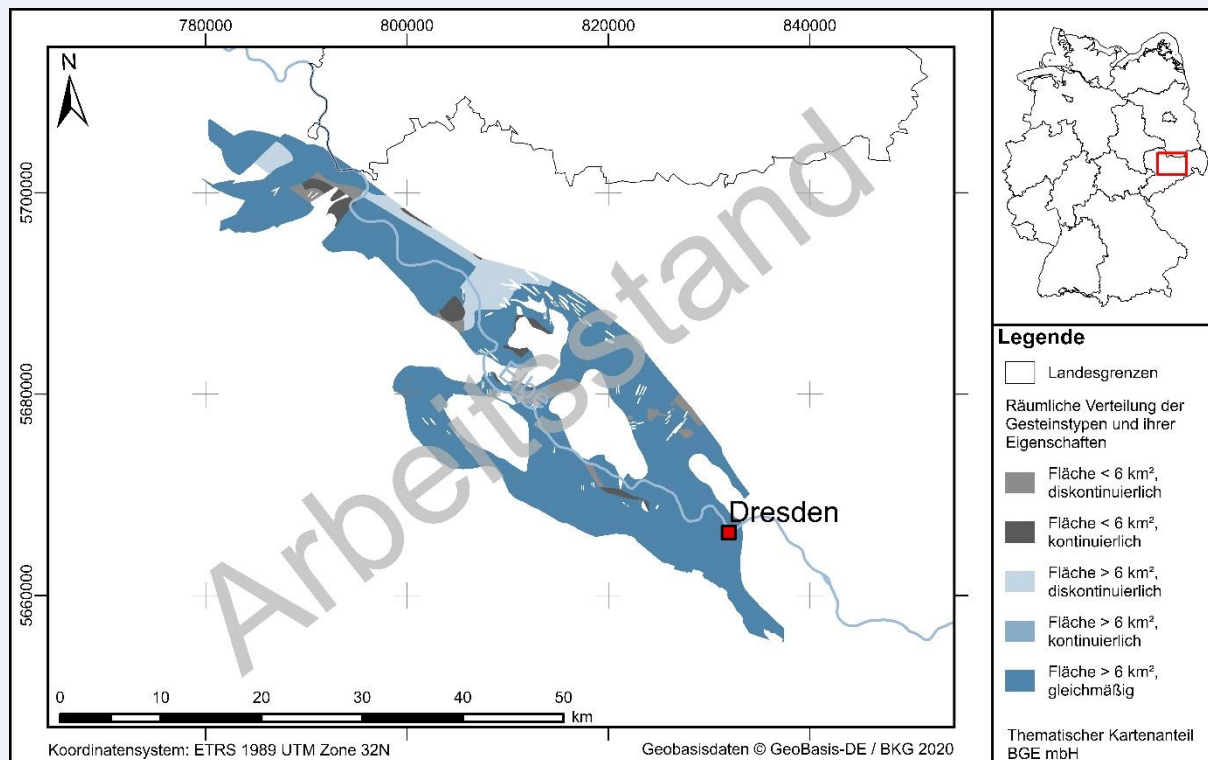 780000 800000 820000 840000
N
5700000
5680000
5660000
Arbeitsstand
Dresden
0 10 20 30 40 50
km
Koordinatensystem: ETRS 1989 UTM Zone 32N
Geobasisdaten © GeoBasis-DE / BKG 2020
Legende
Landesgrenzen
Räumliche Verteilung der
Gesteinstypen und ihrer
Eigenschaften
Fläche < 6 km²,
diskontinuierlich
Fläche < 6 km²,
kontinuierlich
Fläche > 6 km²,
diskontinuierlich
Fläche > 6 km²,
kontinuierlich
Fläche > 6 km²,
gleichmäßig
Thematischer Kartenanteil
BGE mbH